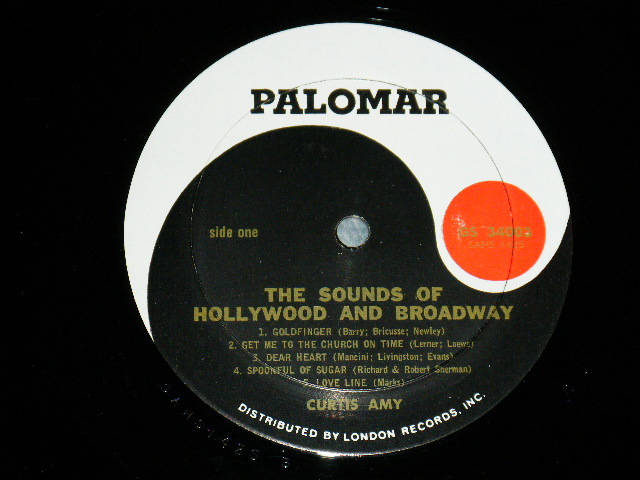 PALOMAR
side one
GS 34003
THE SOUNDS OF
HOLLYWOOD AND BROADWAY
1. GOLDFINGER (Barry; Bricusse; Newley)
2. GET ME TO THE CHURCH ON TIME (Lerner; Loewe)
3. DEAR HEART (Mancini; Livingston; Evans)
4. SPOONFUL OF SUGAR (Richard & Robert Sherman)
5. LOVE LINE (Marks)
CURTIS AMY
DISTRIBUTED BY LONDON RECORDS, INC.